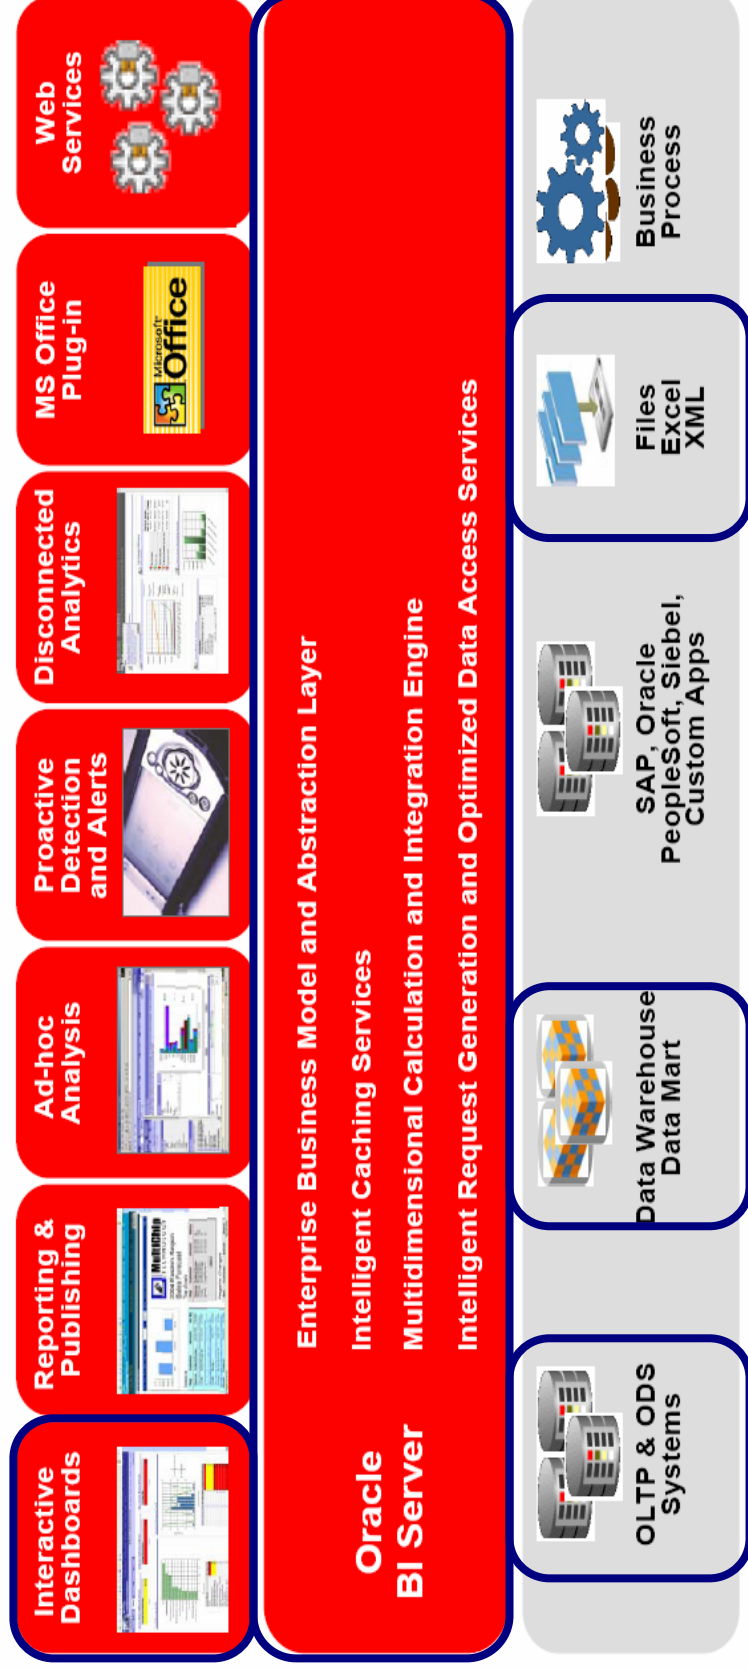 Interactive
Dashboards
Reporting &
Publishing
MultiChip
TECHNOLOGY
Ad-hoc
Analysis
Proactive
Detection
and Alerts
Disconnected
Analytics
MS Office
Plug-in
Microsoft
Office
Web
Services
Oracle
BI Server
Enterprise Business Model and Abstraction Layer
Intelligent Caching Services
Multidimensional Calculation and Integration Engine
Intelligent Request Generation and Optimized Data Access Services
OLTP & ODS
Systems
Data Warehouse
Data Mart
SAP, Oracle
PeopleSoft, Siebel,
Custom Apps
Files
Excel
XML
Business
Process